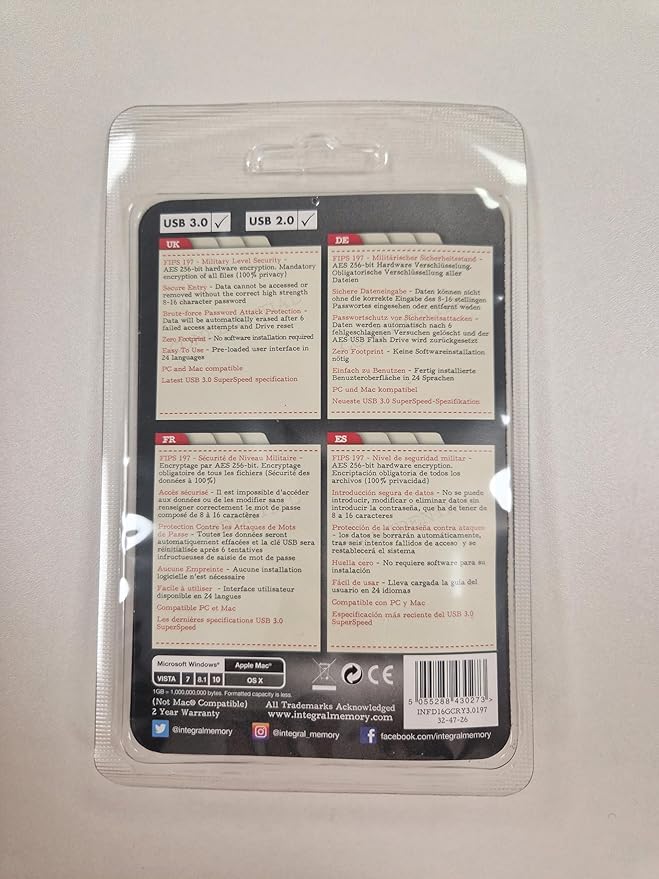 USB 3.0 ✓ USB 2.0 ✓
UK
FIPS 197 - Military Level Security -
AES 256-bit hardware encryption. Mandatory
encryption of all files (100% privacy)
Secure Entry - Data cannot be accessed or
removed without the correct high strength
8-16 character password
Brute-force Password Attack Protection -
Data will be automatically erased after 6
failed access attempts and Drive reset
Zero Footprint - No software installation required
Easy To Use - Pre-loaded user interface in
24 languages
PC and Mac compatible
Latest USB 3.0 SuperSpeed specification
DE
FIPS 197 - Militärischer Sicherheitsstand -
AES 256-bit Hardware Verschlüsselung.
Obligatorische Verschlüsselung aller
Dateien
Sichere Dateneingabe - Daten können nicht
ohne die korrekte Eingabe des 8-16 stellingen
Passwortes eingesehen oder entfernt weden
Passwortschutz vor Sicherheitsattacken -
Daten werden automatisch nach 6
fehlgeschlagenen Versuchen gelöscht und der
AES USB Flash Drive wird zurückgesetzt
Zero Footprint - Keine Softwareinstallation
nötig
Einfach zu Benutzen - Fertig installierte
Benutzeroberfläche in 24 Sprachen
PC und Mac kompatibel
Neueste USB 3.0 SuperSpeed-Spezifikation
FR
FIPS 197 - Sécurité de Niveau Militaire -
Encryptage par AES 256-bit. Encryptage
obligatoire de tous les fichiers (Sécurité des
données à 100%)
Accès sécurisé - Il est impossible d'accéder
aux données ou de les modifier sans
renseigner correctement le mot de passe
composé de 8 à 16 caractères
Protection Contre les Attaques de Mots
de Passe - Toutes les données seront
automatiquement effacées et la clé USB sera
réinitialisée après 6 tentatives
infructueuses de saisie de mot de passe
Aucune Empreinte - Aucune installation
logicielle n'est nécessaire
Facile à utiliser - Interface utilisateur
disponible en 24 langues
Compatible PC et Mac
Les dernières specifications USB 3.0
SuperSpeed
ES
FIPS 197 - Nivel de seguridad militar -
AES 256-bit hardware encryption.
Encriptación obligatoria de todos los
archivos (100% privacidad)
Introducción segura de datos - No se puede
introducir, modificar o eliminar datos sin
introducir la contraseña, que ha de tener de
8 a 16 caracteres
Protección de la contraseña contra ataques
- los datos se borrarán automáticamente,
tras seis intentos fallidos de acceso y se
restablecerá el sistema
Huella cero - No requiere software para su
instalación
Fácil de usar - Lleva cargada la guía del
usuario en 24 idiomas
Compatible con PC y Mac
Especificación más reciente del USB 3.0
SuperSpeed
Microsoft Windows® Apple Mac®
VISTA 7 8.1 10 OS X
CE
1GB = 1,000,000,000 bytes. Formatted capacity is less.
(Not Mac® Compatible) All Trademarks Acknowledged
2 Year Warranty www.integralmemory.com
5 055288 430273 >
INFD16GCRY3.0197
32-47-26
@integralmemory @integral_memory facebook.com/integralmemory